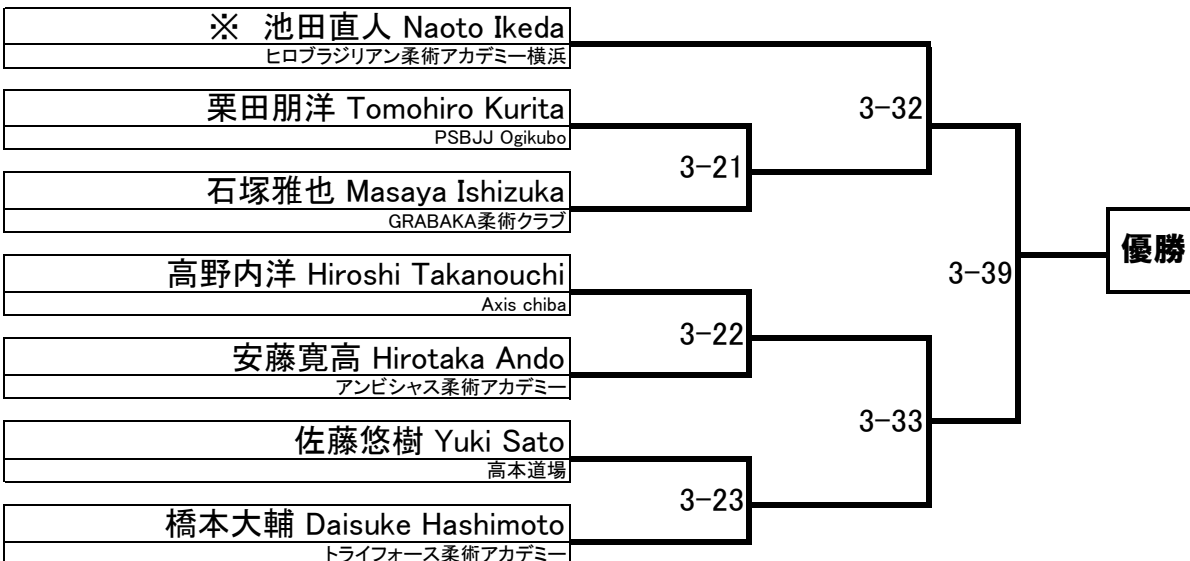 ※ 池田直人 Naoto Ikeda
ヒロブラジリアン柔術アカデミー横浜
栗田朋洋 Tomohiro Kurita
PSBJJ Ogikubo
石塚雅也 Masaya Ishizuka
GRABAKA柔術クラブ
高野内洋 Hiroshi Takanouchi
Axis chiba
安藤寛高 Hirotaka Ando
アンビシャス柔術アカデミー
佐藤悠樹 Yuki Sato
高本道場
橋本大輔 Daisuke Hashimoto
トライフォース柔術アカデミー
3-21
3-22
3-23
3-32
3-33
3-39
優勝